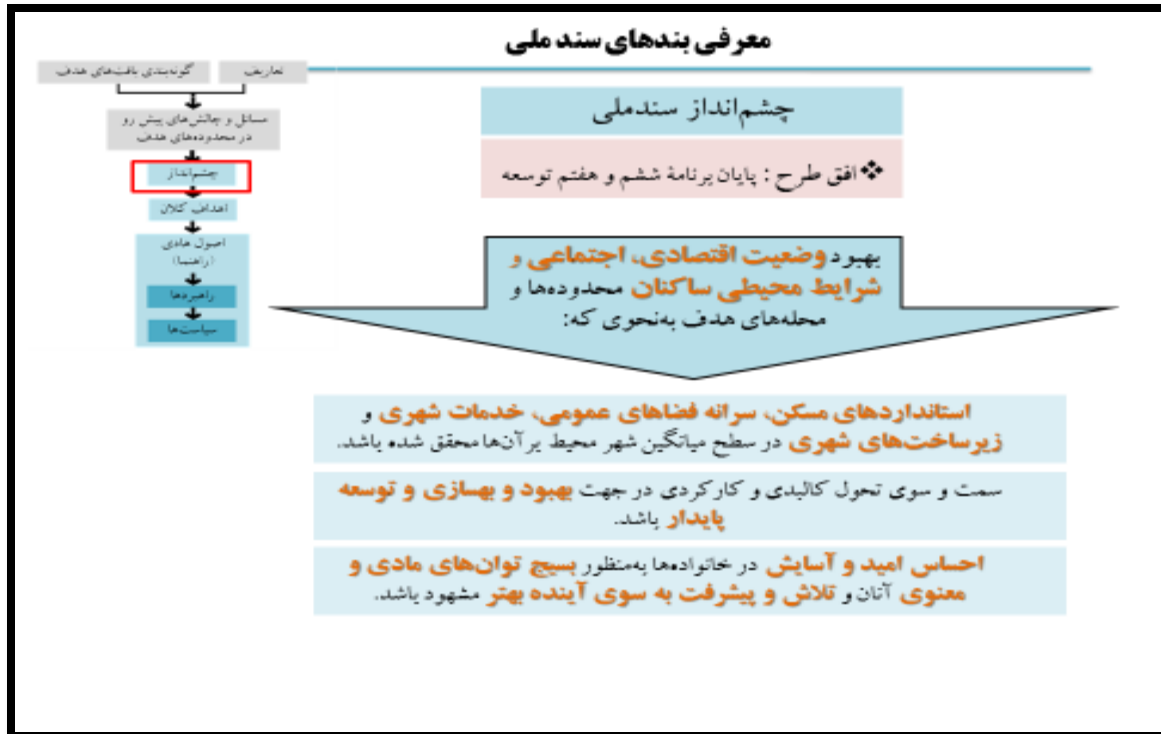 معرفی بندهای سند ملی
تعاریف
گونه‌بندی بافت‌های هدف
مسائل و چالش‌های پیش رو
در محدوده‌های هدف
چشم‌انداز
اهداف کلان
اصول هادی
(راهنما)
راهبردها
سیاست‌ها
چشم‌انداز سندملی
❖ افق طرح : پایان برنامهٔ ششم و هفتم توسعه
بهبود وضعیت اقتصادی، اجتماعی و
شرایط محیطی ساکنان محدوده‌ها و
محله‌های هدف به‌نحوی که:
استانداردهای مسکن، سرانه فضاهای عمومی، خدمات شهری و
زیرساخت‌های شهری در سطح میانگین شهر محیط بر آن‌ها محقق شده باشد.
سمت و سوی تحول کالبدی و کارکردی در جهت بهبود و بهسازی و توسعه
پایدار باشد.
احساس امید و آسایش در خانواده‌ها به‌منظور بسیج توان‌های مادی و
معنوی آنان و تلاش و پیشرفت به سوی آینده بهتر مشهود باشد.